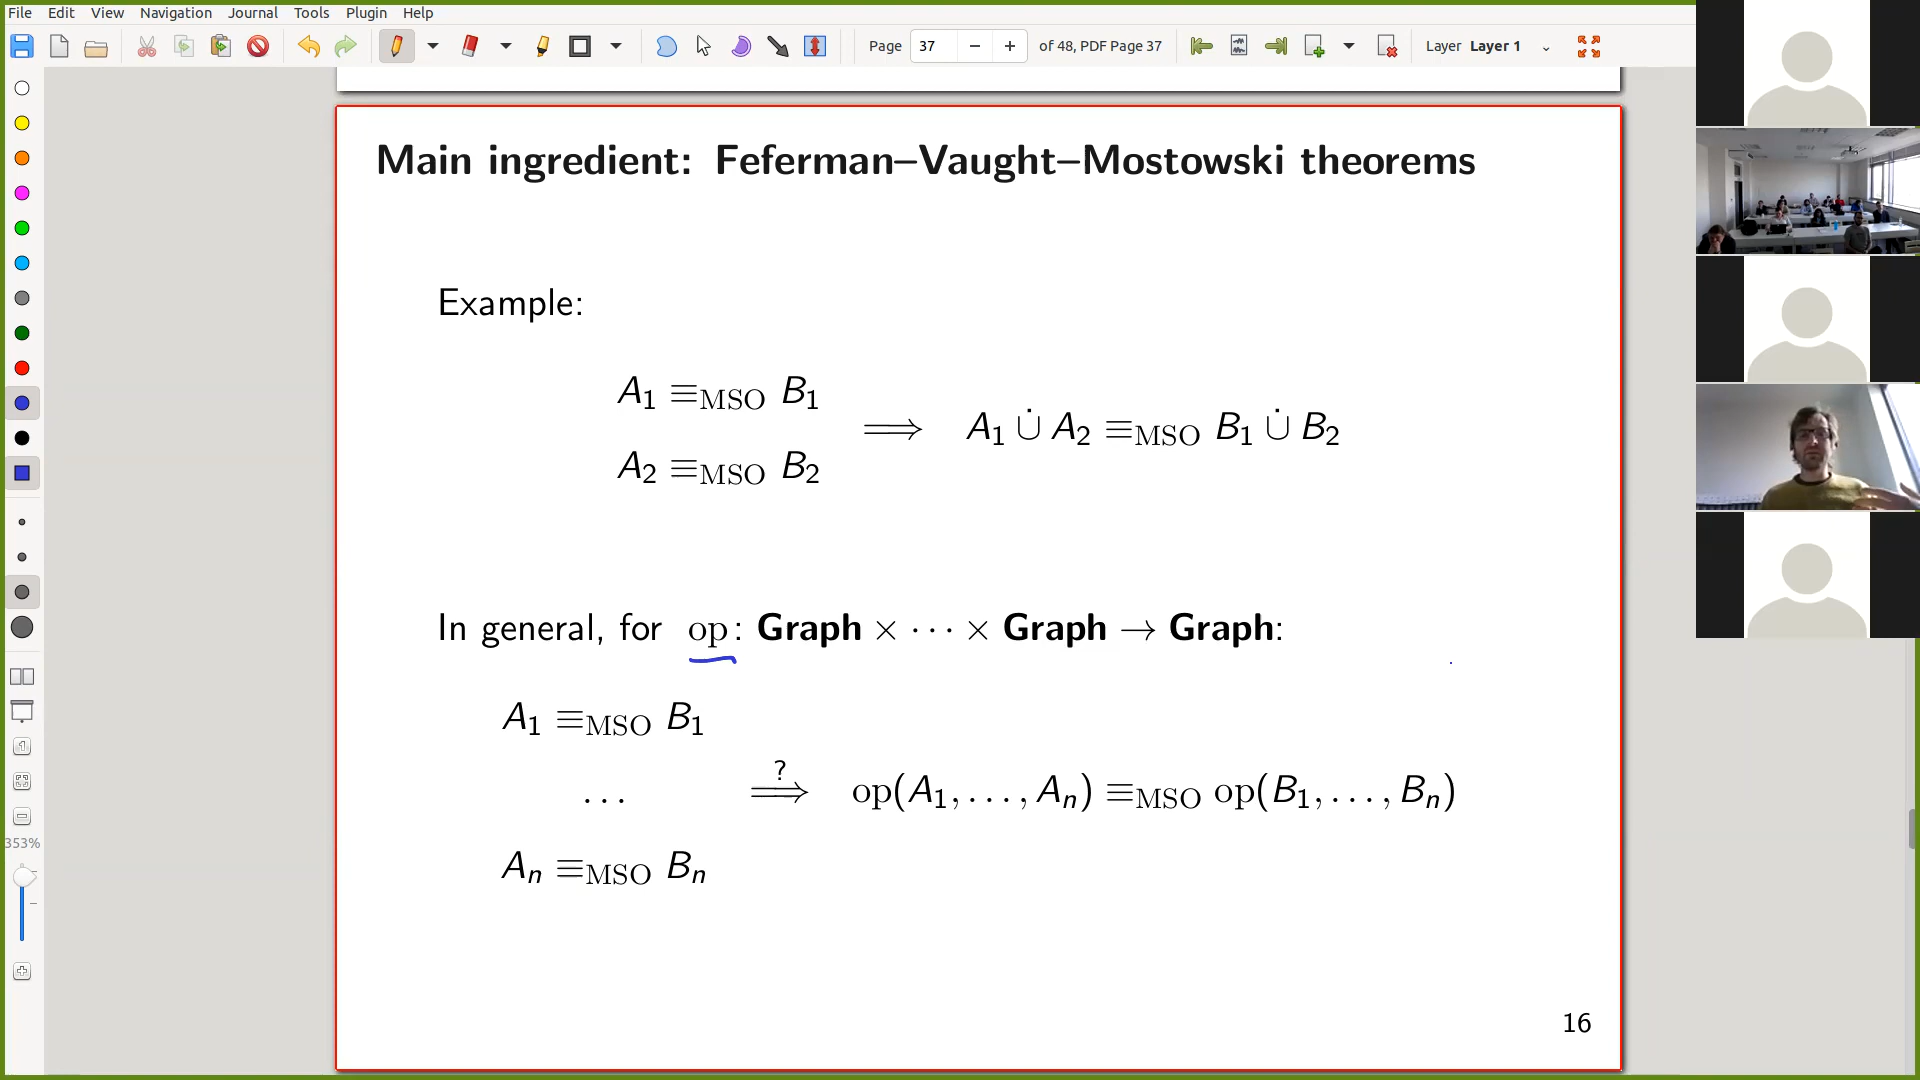 File Edit View Navigation Journal Tools Plugin Help
Page 37 of 48, PDF Page 37 Layer Layer 1
Main ingredient: Feferman–Vaught–Mostowski theorems
Example:
A₁ ≡MSO B₁
⟹ A₁ ∪̇ A₂ ≡MSO B₁ ∪̇ B₂
A₂ ≡MSO B₂
In general, for op: Graph × ··· × Graph → Graph:
A₁ ≡MSO B₁
... ?⟹ op(A₁,...,Aₙ) ≡MSO op(B₁,...,Bₙ)
Aₙ ≡MSO Bₙ
353%
16